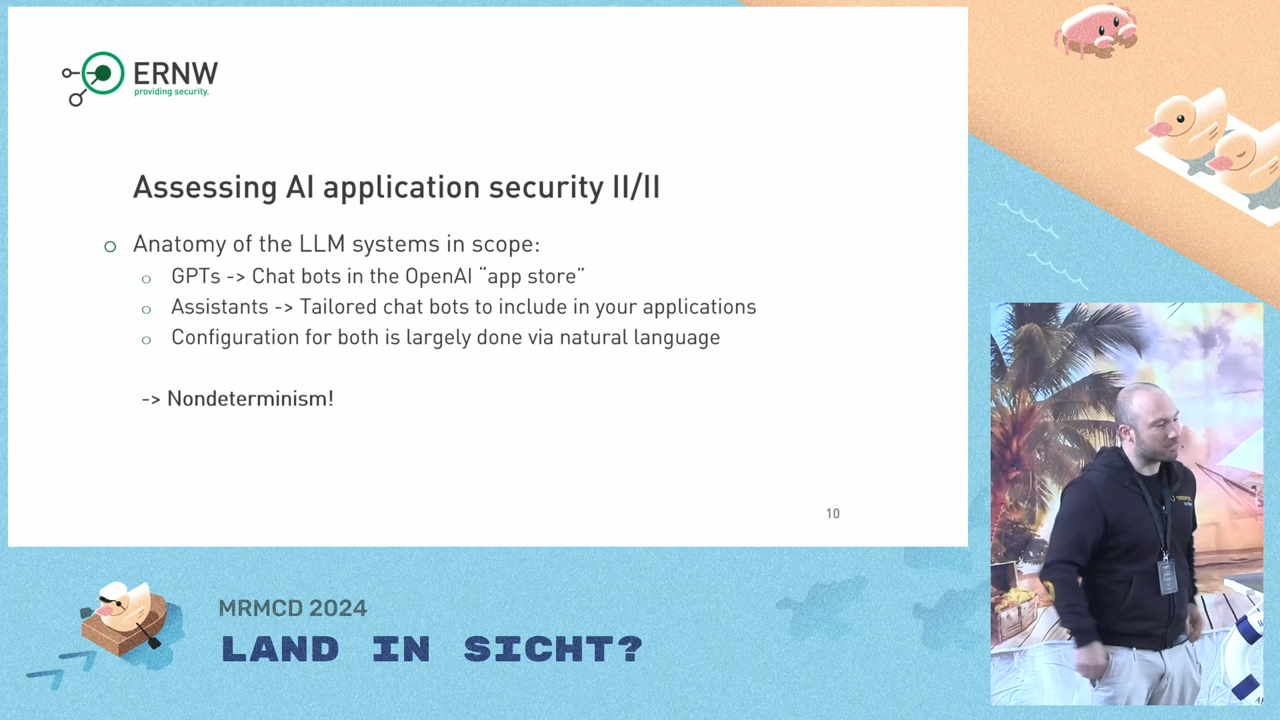 ERNW
providing security.
Assessing AI application security II/II
o Anatomy of the LLM systems in scope:
o GPTs -> Chat bots in the OpenAI “app store”
o Assistants -> Tailored chat bots to include in your applications
o Configuration for both is largely done via natural language
-> Nondeterminism!
10
MRMCD 2024
LAND IN SICHT?